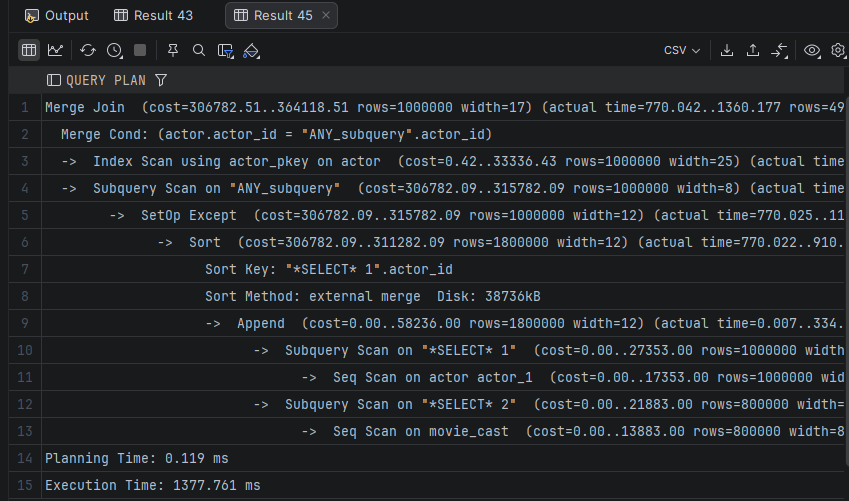 Output Result 43 Result 45
CSV
QUERY PLAN
1 Merge Join (cost=306782.51..364118.51 rows=1000000 width=17) (actual time=770.042..1360.177 rows=49
2 Merge Cond: (actor.actor_id = "ANY_subquery".actor_id)
3 -> Index Scan using actor_pkey on actor (cost=0.42..33336.43 rows=1000000 width=25) (actual time
4 -> Subquery Scan on "ANY_subquery" (cost=306782.09..315782.09 rows=1000000 width=8) (actual time
5 -> SetOp Except (cost=306782.09..315782.09 rows=1000000 width=12) (actual time=770.025..11
6 -> Sort (cost=306782.09..311282.09 rows=1800000 width=12) (actual time=770.022..910.
7 Sort Key: "*SELECT* 1".actor_id
8 Sort Method: external merge Disk: 38736kB
9 -> Append (cost=0.00..58236.00 rows=1800000 width=12) (actual time=0.007..334.
10 -> Subquery Scan on "*SELECT* 1" (cost=0.00..27353.00 rows=1000000 width
11 -> Seq Scan on actor actor_1 (cost=0.00..17353.00 rows=1000000 wid
12 -> Subquery Scan on "*SELECT* 2" (cost=0.00..21883.00 rows=800000 width=
13 -> Seq Scan on movie_cast (cost=0.00..13883.00 rows=800000 width=8
14 Planning Time: 0.119 ms
15 Execution Time: 1377.761 ms